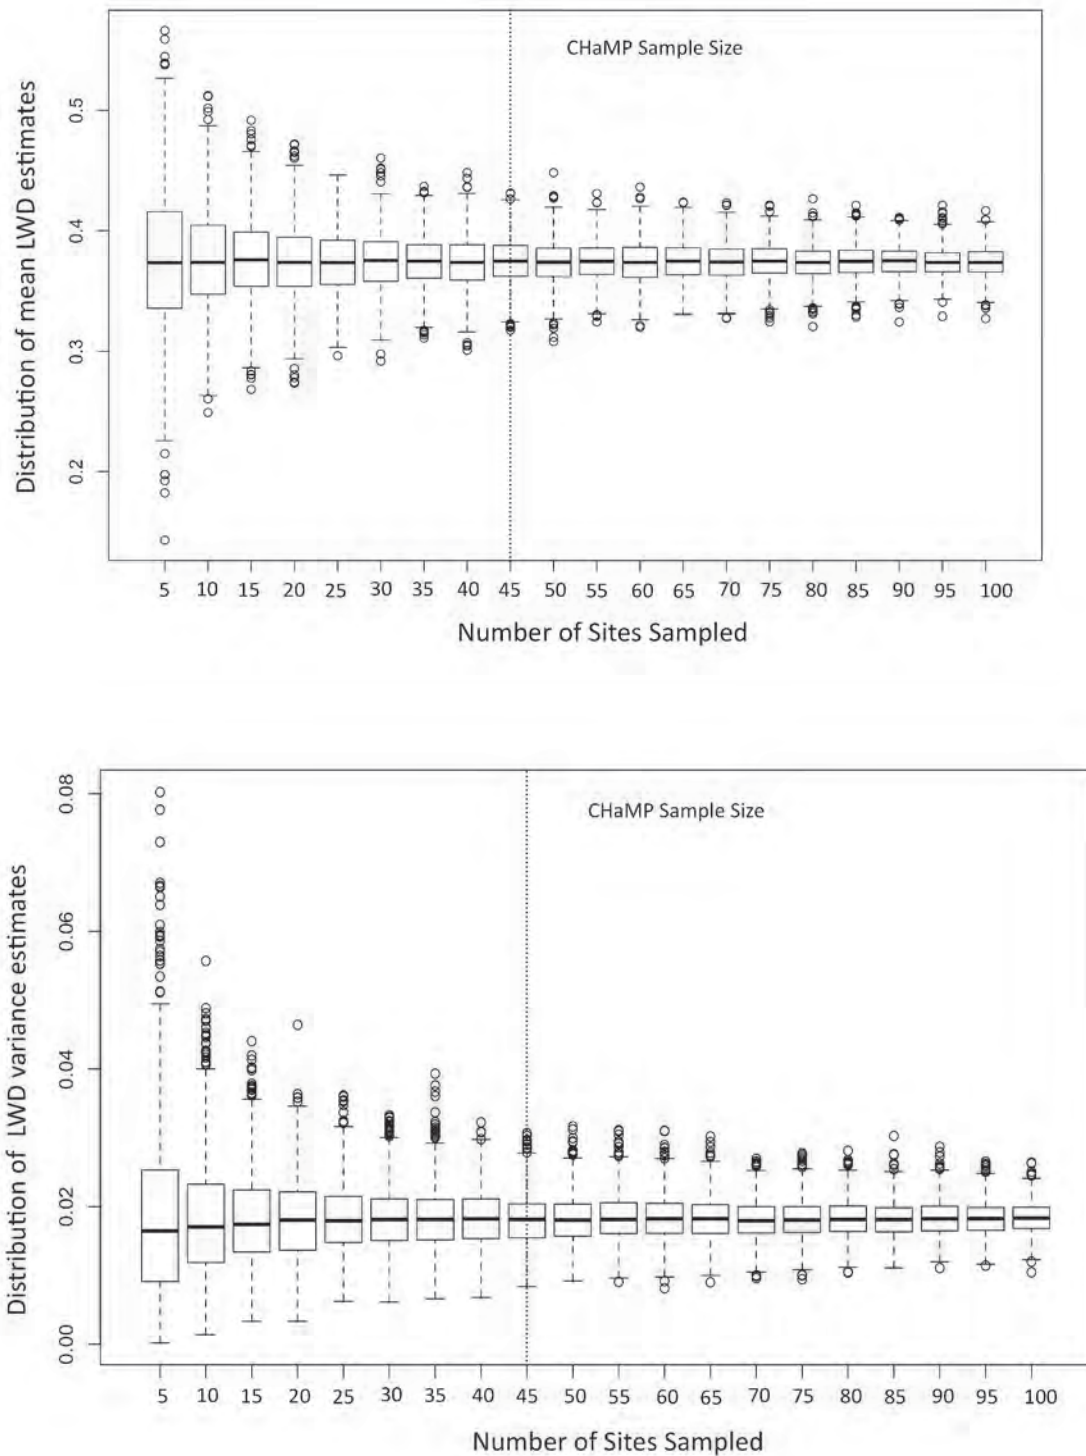 CHaMP Sample Size
Distribution of mean LWD estimates
0.5
0.4
0.3
0.2
5 10 15 20 25 30 35 40 45 50 55 60 65 70 75 80 85 90 95 100
Number of Sites Sampled
CHaMP Sample Size
Distribution of LWD variance estimates
0.08
0.06
0.04
0.02
0.00
5 10 15 20 25 30 35 40 45 50 55 60 65 70 75 80 85 90 95 100
Number of Sites Sampled